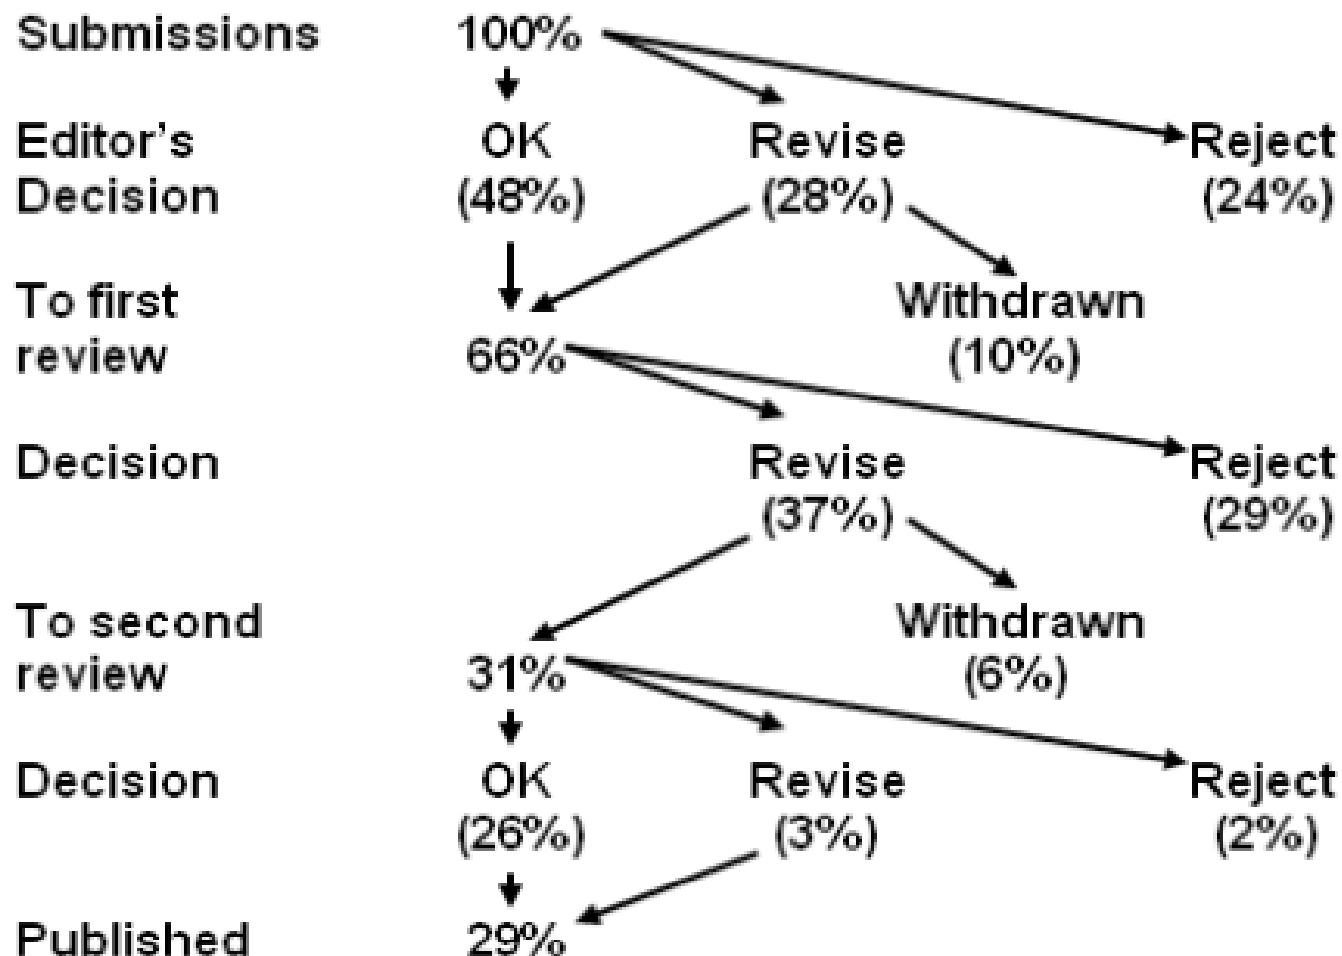 Submissions 100%
Editor's OK Revise Reject
Decision (48%) (28%) (24%)
To first Withdrawn
review 66% (10%)
Decision Revise Reject
(37%) (29%)
To second Withdrawn
review 31% (6%)
Decision OK Revise Reject
(26%) (3%) (2%)
Published 29%